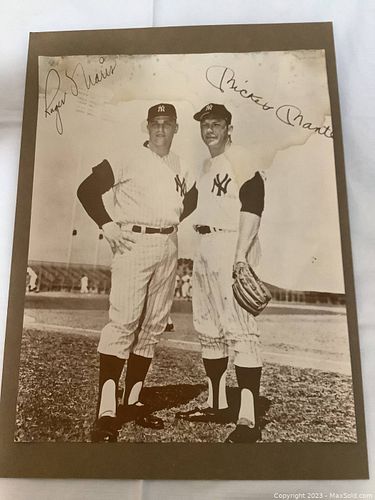 Roger Maris
Mickey Mantle
NY
NY
Copyright 2023 - MaxSold.com